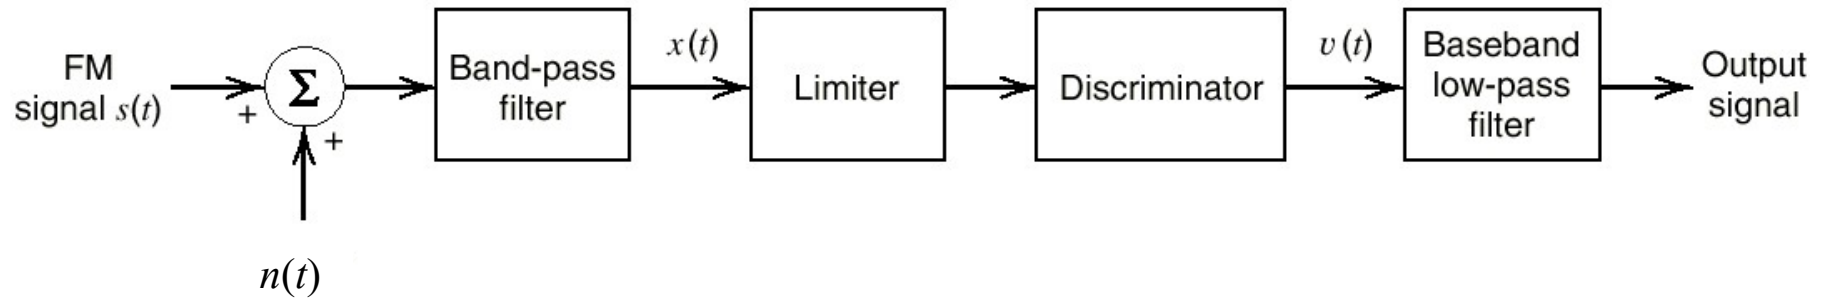 FM
signal s(t)
+
Σ
+
n(t)
Band-pass
filter
x(t)
Limiter
Discriminator
v(t)
Baseband
low-pass
filter
Output
signal